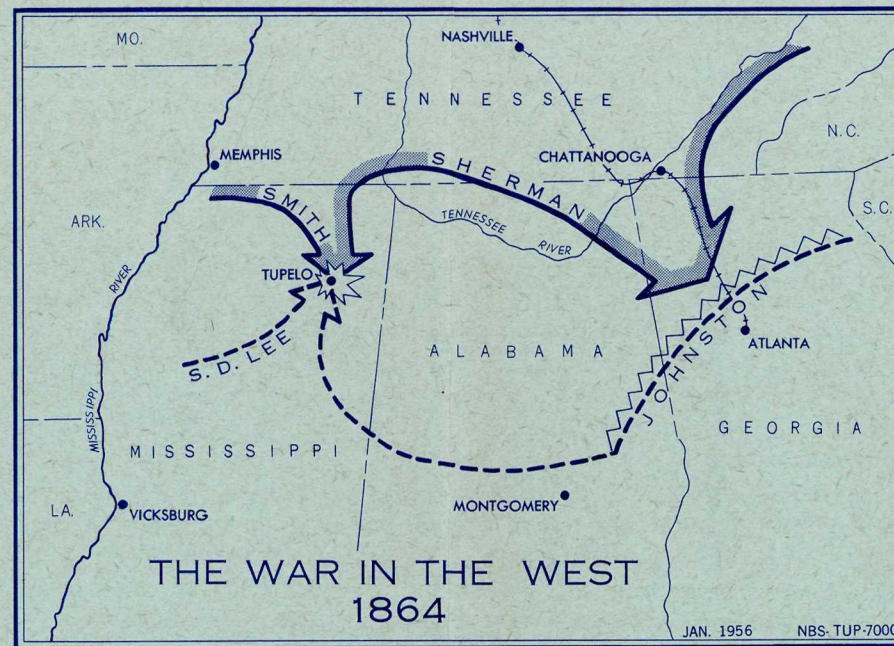 MO.
NASHVILLE
TENNESSEE
N.C.
MEMPHIS
SHERMAN
CHATTANOOGA
ARK.
SMITH
TENNESSEE
RIVER
S.C.
RIVER
TUPELO
S. D. LEE
ALABAMA
JOHNSTON
ATLANTA
MISSISSIPPI
MISSISSIPPI
GEORGIA
LA.
VICKSBURG
MONTGOMERY
THE WAR IN THE WEST
1864
JAN. 1956 NBS-TUP-7000